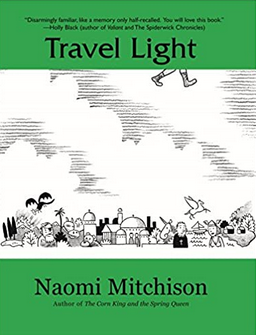 "Disarmingly familiar, like a memory only half-recalled. You will love this book."
—Holly Black (author of Valiant and The Spiderwick Chronicles)
Travel Light
Naomi Mitchison
Author of The Corn King and the Spring Queen